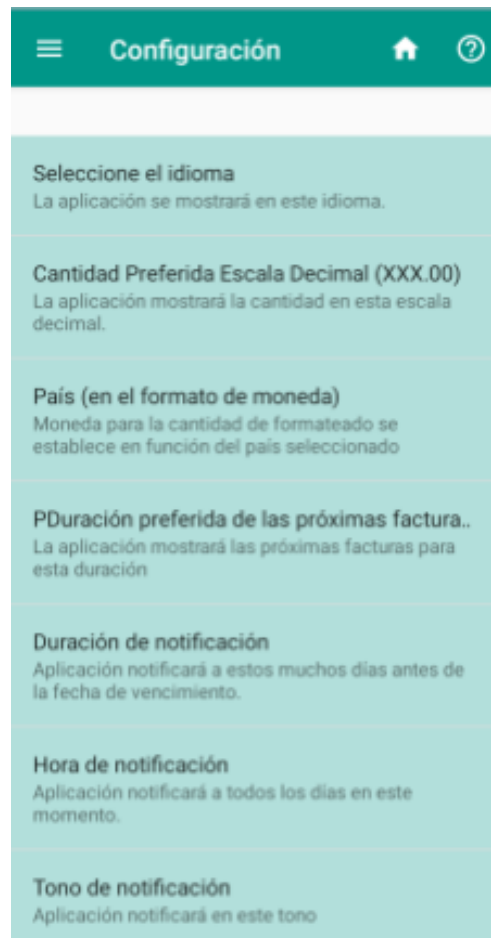 Configuración
Seleccione el idioma
La aplicación se mostrará en este idioma.
Cantidad Preferida Escala Decimal (XXX.00)
La aplicación mostrará la cantidad en esta escala
decimal.
País (en el formato de moneda)
Moneda para la cantidad de formateado se
establece en función del país seleccionado
PDuración preferida de las próximas factura..
La aplicación mostrará las próximas facturas para
esta duración
Duración de notificación
Aplicación notificará a estos muchos días antes de
la fecha de vencimiento.
Hora de notificación
Aplicación notificará a todos los días en este
momento.
Tono de notificación
Aplicación notificará en este tono